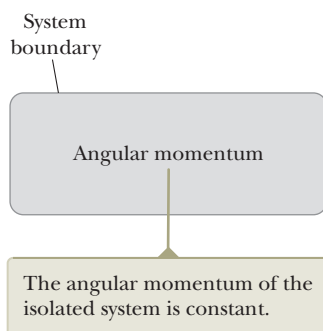 System
boundary
Angular momentum
The angular momentum of the
isolated system is constant.